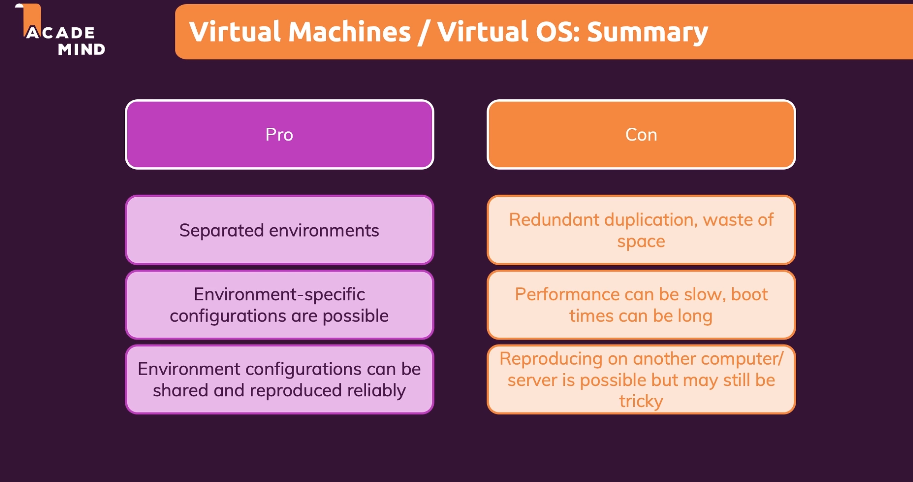 ACADE
MIND
Virtual Machines / Virtual OS: Summary
Pro
Con
Separated environments
Redundant duplication, waste of
space
Environment-specific
configurations are possible
Performance can be slow, boot
times can be long
Environment configurations can be
shared and reproduced reliably
Reproducing on another computer/
server is possible but may still be
tricky